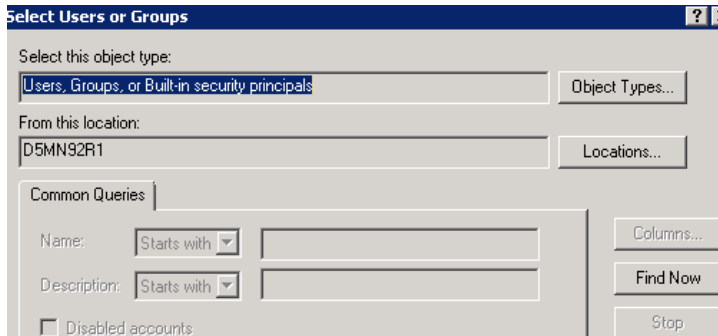 Select Users or Groups
?
Select this object type:
Users, Groups, or Built-in security principals
Object Types...
From this location:
D5MN92R1
Locations...
Common Queries
Name:
Starts with
Columns...
Description:
Starts with
Find Now
Disabled accounts
Stop